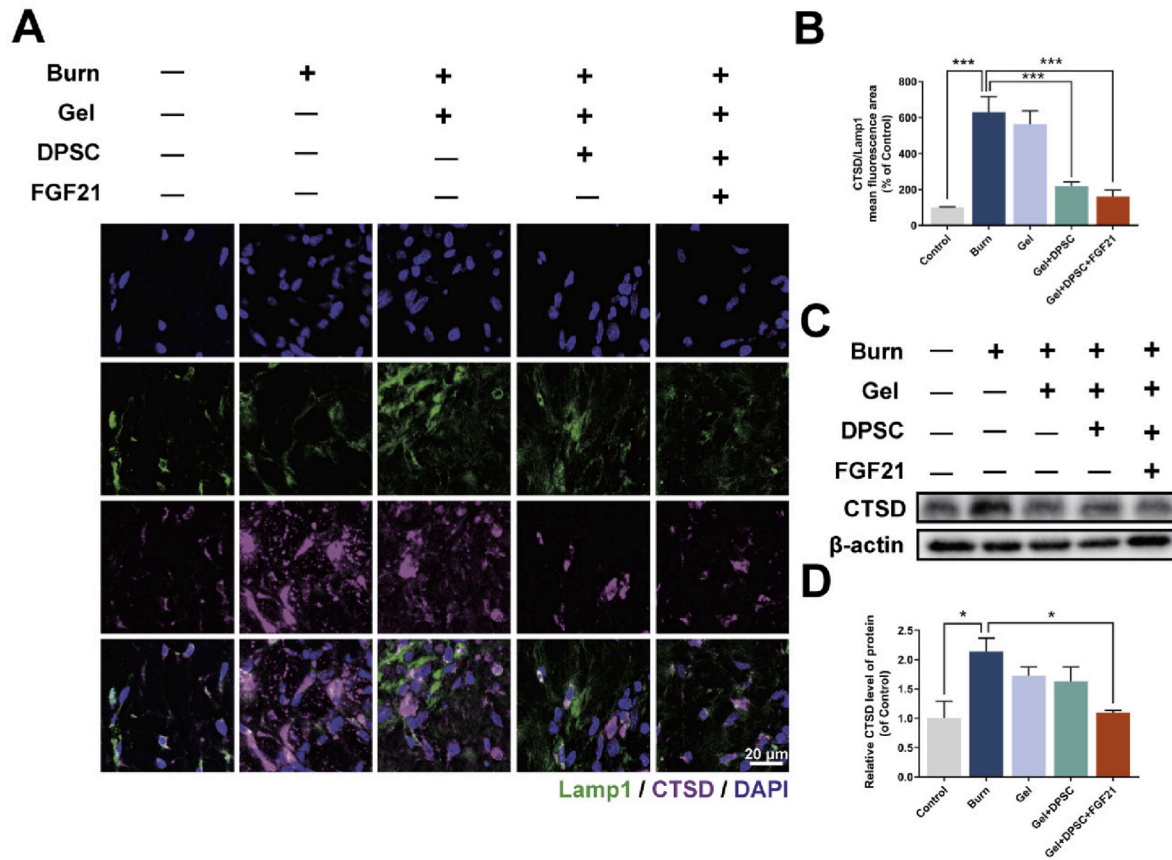 A
Burn — + + + +
Gel — — + + +
DPSC — — — + +
FGF21 — — — — +
20 μm
Lamp1 / CTSD / DAPI
B
*** ***
***
CTSD/Lamp1
mean fluorescence area
(% of Control)
800
600
400
200
0
Control
Burn
Gel
Gel+DPSC
Gel+DPSC+FGF21
C
Burn — + + + +
Gel — — + + +
DPSC — — — + +
FGF21 — — — — +
CTSD
β-actin
D
* *
Relative CTSD level of protein
(of Control)
2.5
2.0
1.5
1.0
0.5
0.0
Control
Burn
Gel
Gel+DPSC
Gel+DPSC+FGF21